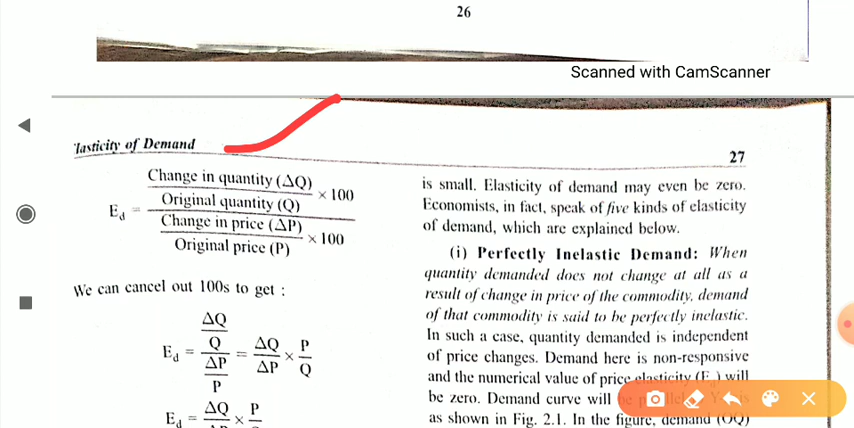 26
Scanned with CamScanner
lasticity of Demand
27
E_d = (Change in quantity (ΔQ) / Original quantity (Q) × 100) / (Change in price (ΔP) / Original price (P) × 100)
We can cancel out 100s to get :
E_d = (ΔQ / Q) / (ΔP / P) = ΔQ / ΔP × P / Q
E_d = ΔQ × P
is small. Elasticity of demand may even be zero.
Economists, in fact, speak of five kinds of elasticity
of demand, which are explained below.
(i) Perfectly Inelastic Demand: When
quantity demanded does not change at all as a
result of change in price of the commodity, demand
of that commodity is said to be perfectly inelastic.
In such a case, quantity demanded is independent
of price changes. Demand here is non-responsive
and the numerical value of price elasticity (E) will
be zero. Demand curve will
as shown in Fig. 2.1. In the figure, demand (OQ)